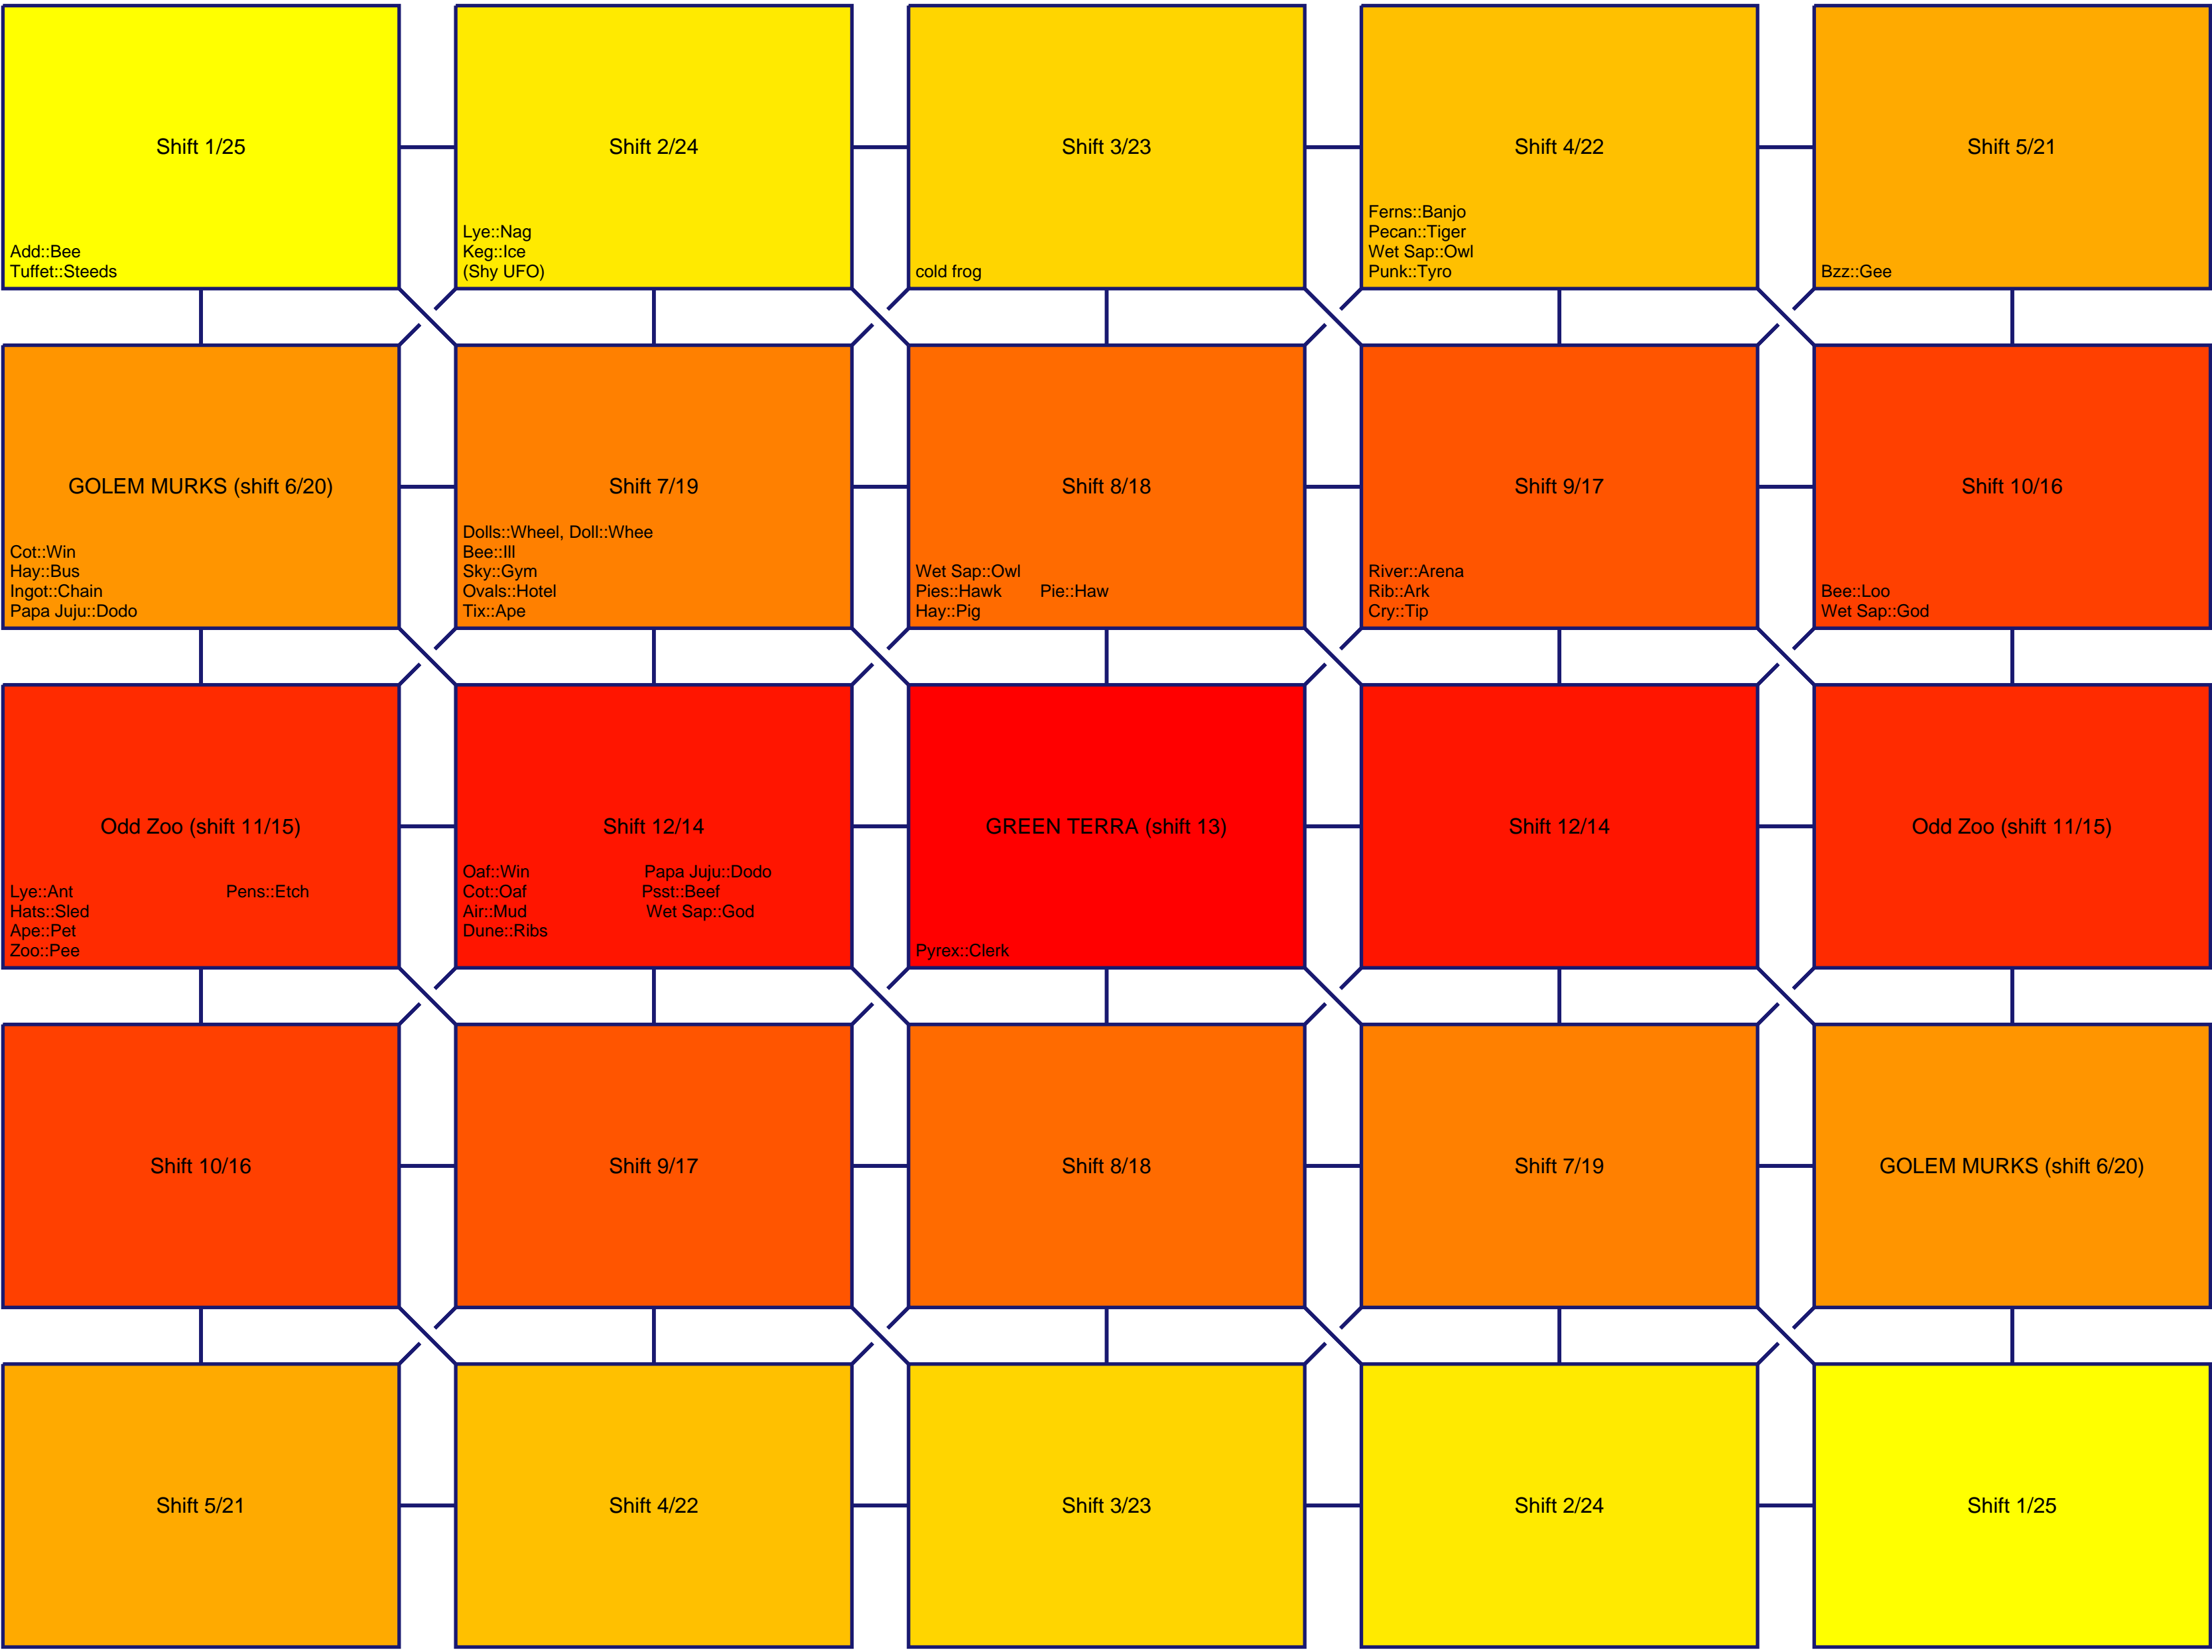 Shift 1/25
Add::Bee
Tuffet::Steeds
Shift 2/24
Lye::Nag
Keg::Ice
(Shy UFO)
Shift 3/23
cold frog
Shift 4/22
Ferns::Banjo
Pecan::Tiger
Wet Sap::Owl
Punk::Tyro
Shift 5/21
Bzz::Gee
GOLEM MURKS (shift 6/20)
Cot::Win
Hay::Bus
Ingot::Chain
Papa Juju::Dodo
Shift 7/19
Dolls::Wheel, Doll::Whee
Bee::Ill
Sky::Gym
Ovals::Hotel
Tix::Ape
Shift 8/18
Wet Sap::Owl
Pies::Hawk Pie::Haw
Hay::Pig
Shift 9/17
River::Arena
Rib::Ark
Cry::Tip
Shift 10/16
Bee::Loo
Wet Sap::God
Odd Zoo (shift 11/15)
Lye::Ant Pens::Etch
Hats::Sled
Ape::Pet
Zoo::Pee
Shift 12/14
Oaf::Win Papa Juju::Dodo
Cot::Oaf Psst::Beef
Air::Mud Wet Sap::God
Dune::Ribs
GREEN TERRA (shift 13)
Pyrex::Clerk
Shift 12/14
Odd Zoo (shift 11/15)
Shift 10/16
Shift 9/17
Shift 8/18
Shift 7/19
GOLEM MURKS (shift 6/20)
Shift 5/21
Shift 4/22
Shift 3/23
Shift 2/24
Shift 1/25